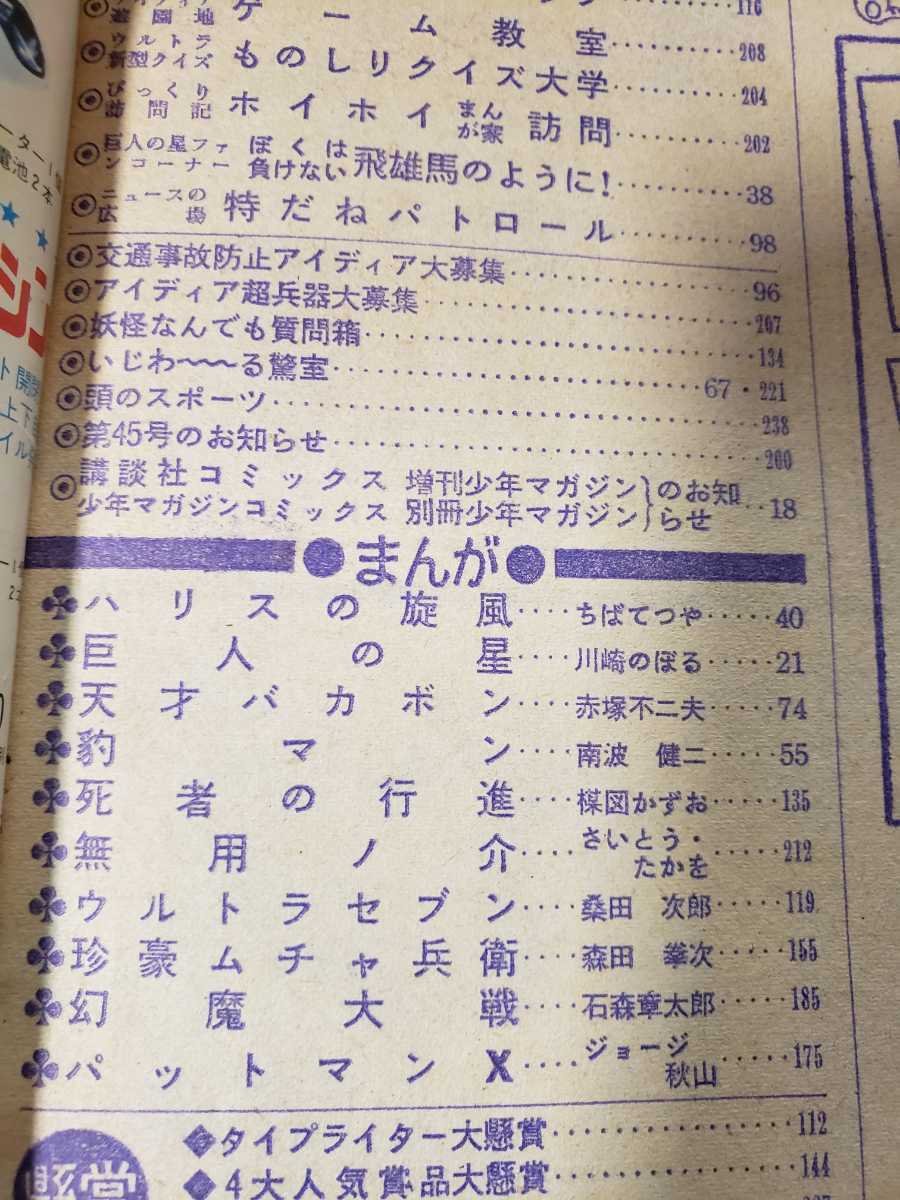 遊園地 ゲーム教室 208
ウルトラ新型クイズ ものしりクイズ大学 204
びっくり訪問記 ホイホイまんが家訪問 202
巨人の星ファンコーナー ぼくは負けない飛雄馬のように! 38
ニュースの広場 特だねパトロール 98
交通事故防止アイディア大募集 96
アイディア超兵器大募集 207
妖怪なんでも質問箱 134
いじわ〜〜〜る驚室 67・221
頭のスポーツ 238
第45号のお知らせ 200
講談社コミックス 増刊少年マガジン
少年マガジンコミックス 別冊少年マガジン のお知らせ 18
●まんが●
♣ハリスの旋風 ちばてつや 40
♣巨人の星 川崎のぼる 21
♣天才バカボン 赤塚不二夫 74
♣豹マン 南波健二 55
♣死者の行進 楳図かずお 135
♣無用ノ介 さいとう・たかを 212
♣ウルトラセブン 桑田次郎 119
♣珍豪ムチャ兵衛 森田拳次 155
♣幻魔大戦 石森章太郎 185
♣パットマンX ジョージ秋山 175
懸賞
◆タイプライター大懸賞 112
◆4大人気賞品大懸賞 144